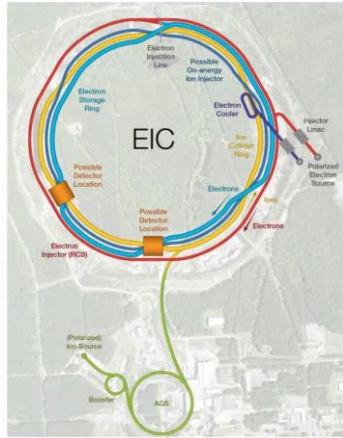 Electron
Injection
Line
Possible
On-energy
Ion Injector
Electron
Storage
Ring
Electron
Cooler
Injector
Linac
EIC
Polarized
Electron
Source
Possible
Detector
Location
Ion
Collider
Ring
Electrons
Ions
Possible
Detector
Location
Electrons
Electron
Injector (RCS)
(Polarized)
Ion Source
Booster
AGS